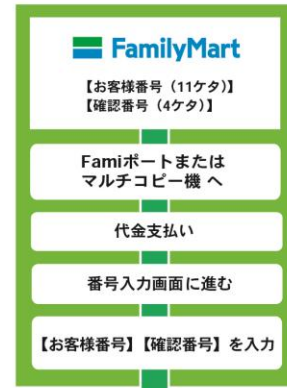 FamilyMart
【お客様番号（11ケタ）】
【確認番号（4ケタ）】
Famiポートまたは
マルチコピー機 へ
代金支払い
番号入力画面に進む
【お客様番号】【確認番号】を入力